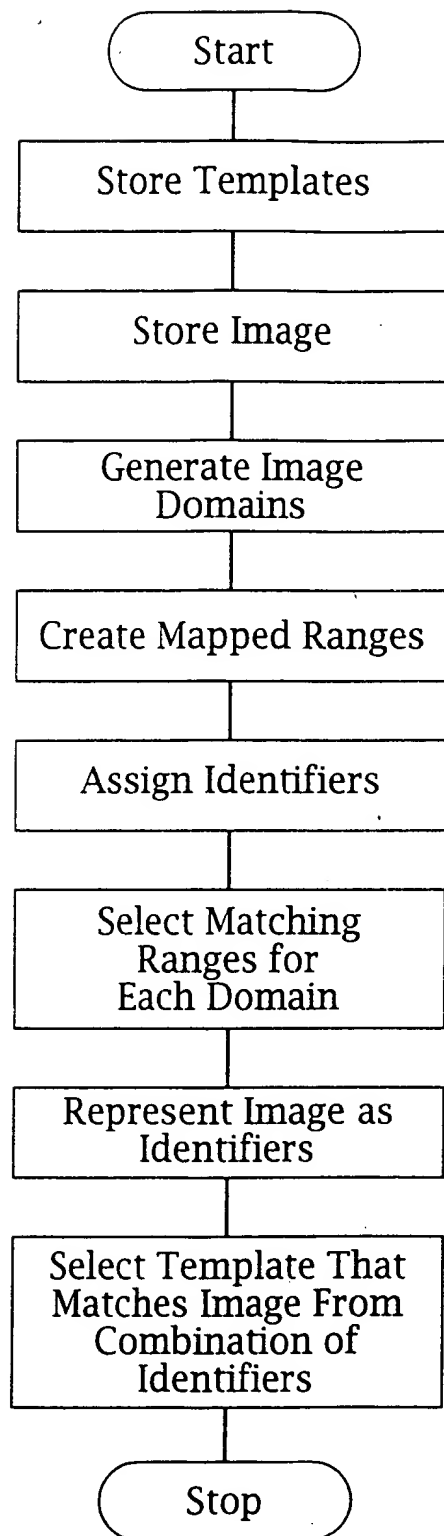 Start
Store Templates
Store Image
Generate Image
Domains
Create Mapped Ranges
Assign Identifiers
Select Matching
Ranges for
Each Domain
Represent Image as
Identifiers
Select Template That
Matches Image From
Combination of
Identifiers
Stop